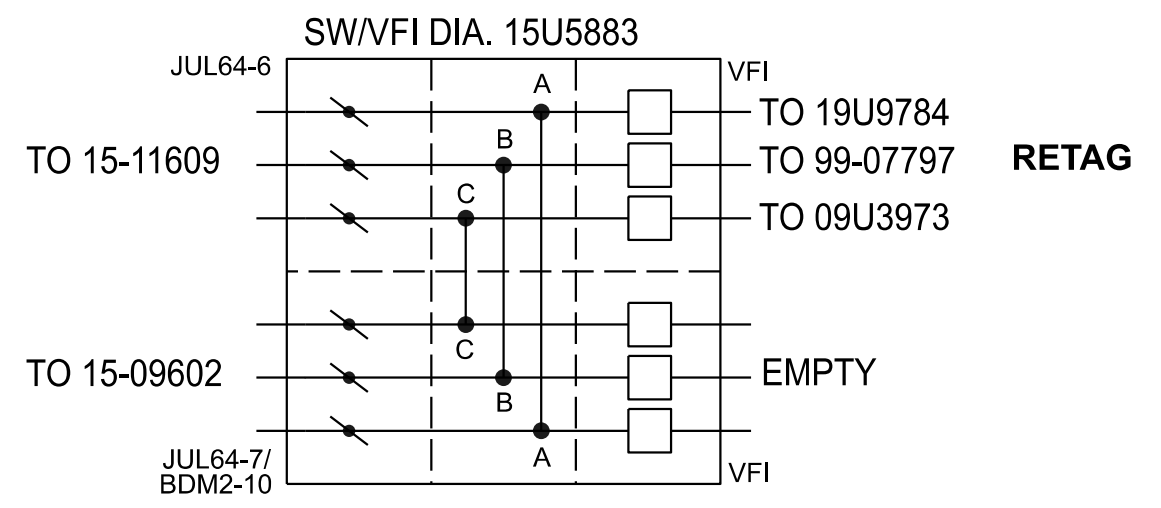 SW/VFI DIA. 15U5883
JUL64-6
VFI
A
TO 19U9784
B
TO 15-11609
TO 99-07797
RETAG
C
TO 09U3973
C
TO 15-09602
EMPTY
B
A
JUL64-7/
BDM2-10
VFI